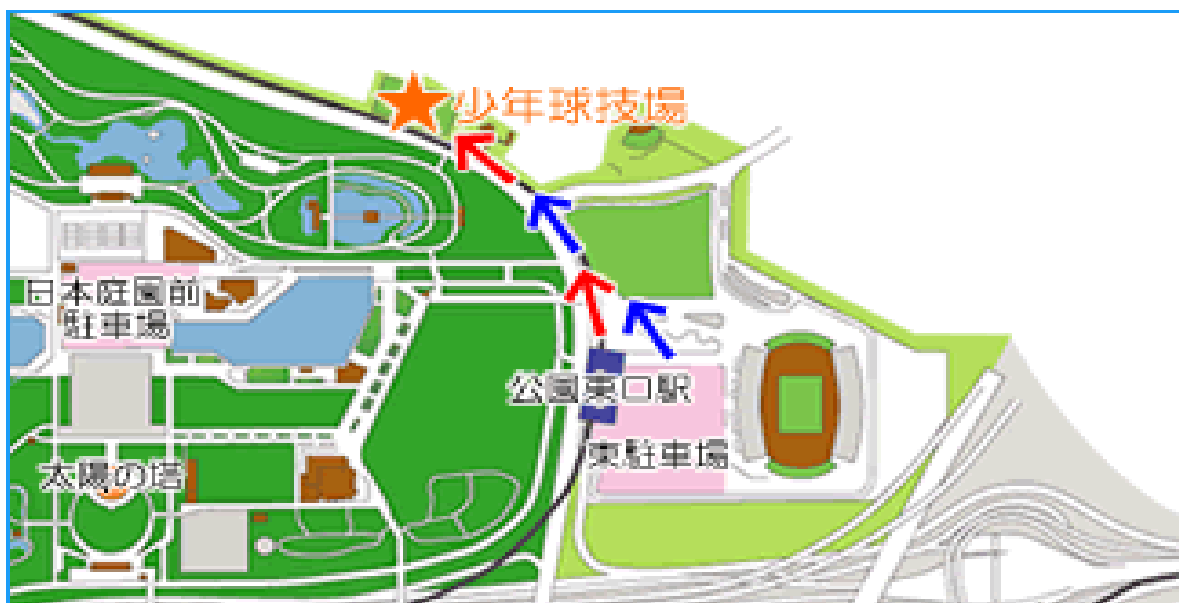 少年球技場
日本庭園前
駐車場
公園東口駅
東駐車場
太陽の塔